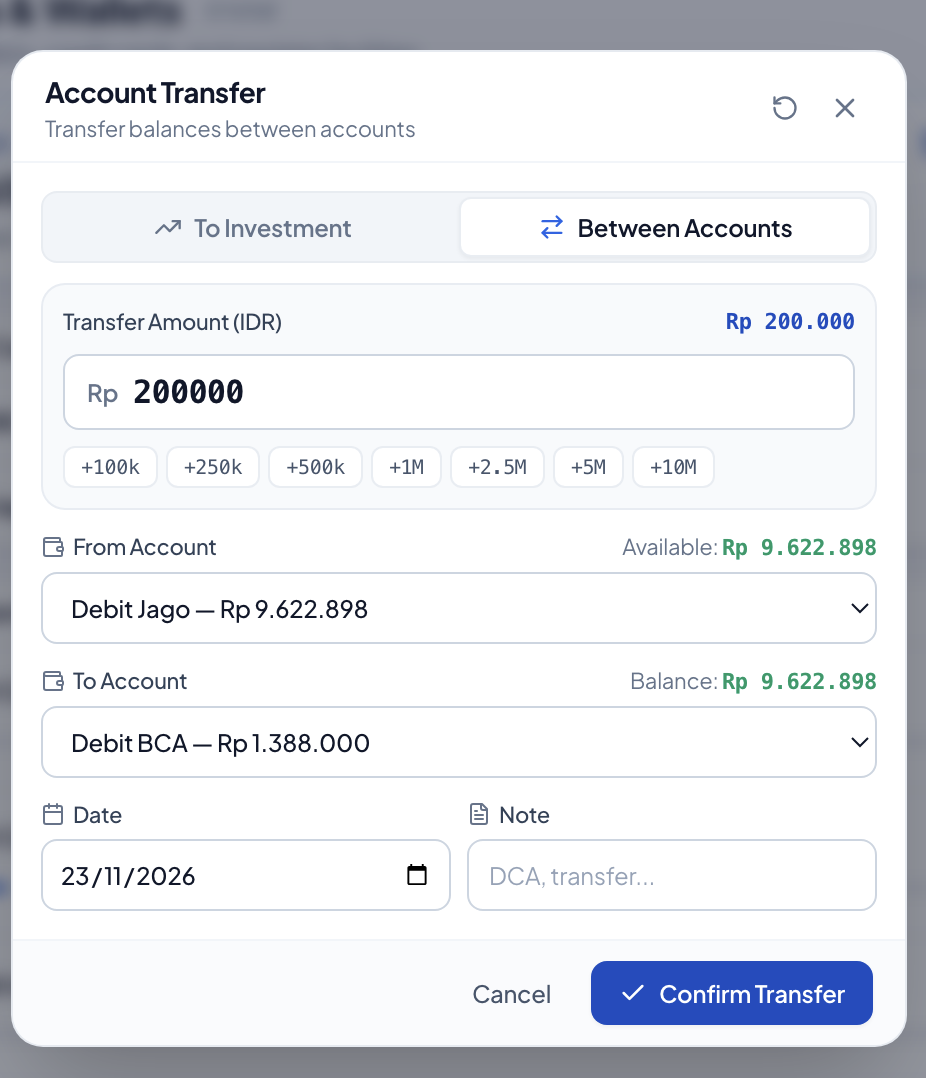 & Wallets
Account Transfer
Transfer balances between accounts
To Investment
Between Accounts
Transfer Amount (IDR)
Rp 200.000
Rp 200000
+100k
+250k
+500k
+1M
+2.5M
+5M
+10M
From Account
Available: Rp 9.622.898
Debit Jago — Rp 9.622.898
To Account
Balance: Rp 9.622.898
Debit BCA — Rp 1.388.000
Date
Note
23/11/2026
DCA, transfer...
Cancel
Confirm Transfer